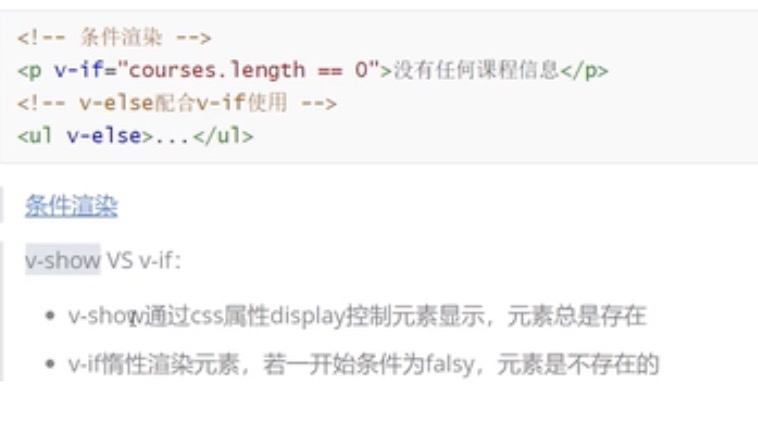 <!-- 条件渲染 -->
<p v-if="courses.length == 0">没有任何课程信息</p>
<!-- v-else配合v-if使用 -->
<ul v-else>...</ul>
条件渲染
v-show VS v-if：
v-show通过css属性display控制元素显示，元素总是存在
v-if惰性渲染元素，若一开始条件为falsy，元素是不存在的